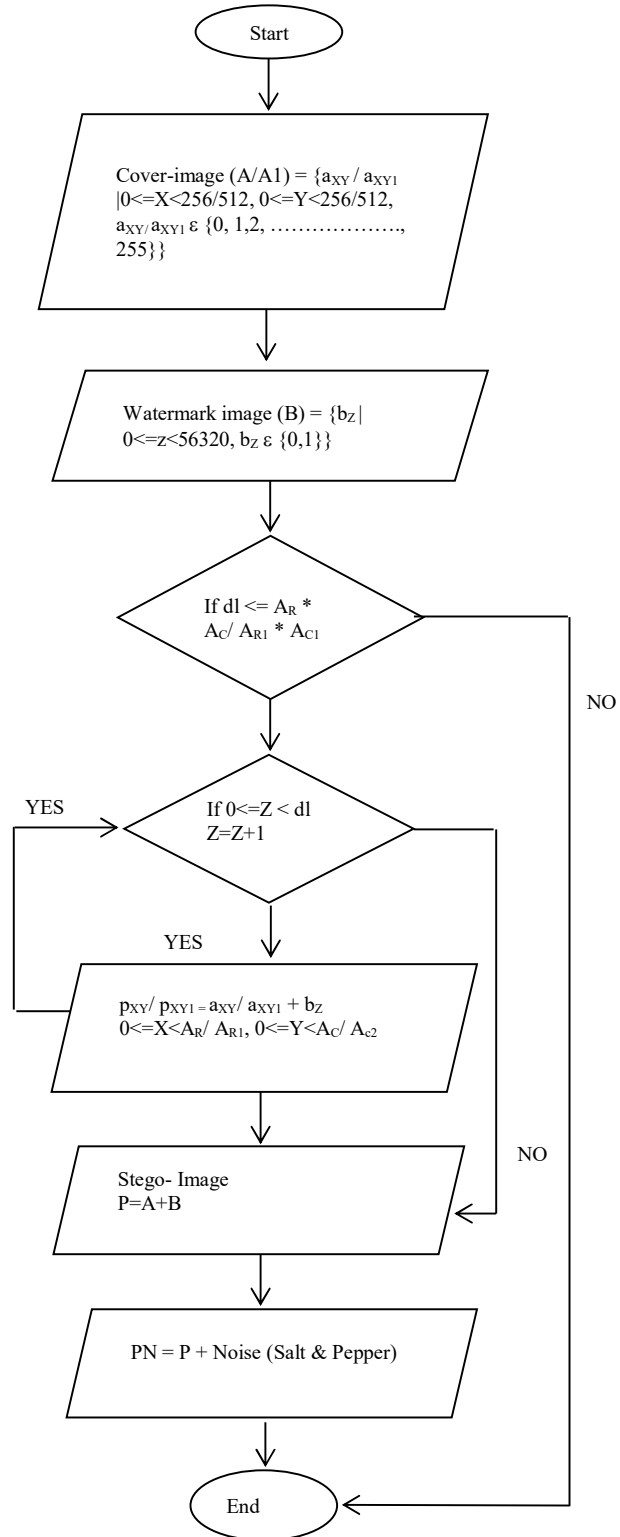 Start
Cover-image (A/A1) = {aXY / aXY1
|0<=X<256/512, 0<=Y<256/512,
aXY/ aXY1 ε {0, 1,2, ………………..,
255}}
Watermark image (B) = {bZ |
0<=z<56320, bZ ε {0,1}}
If dl <= AR *
AC/ AR1 * AC1
NO
YES
If 0<=Z < dl
Z=Z+1
YES
pXY/ pXY1 = aXY/ aXY1 + bZ
0<=X<AR/ AR1, 0<=Y<AC/ Ac2
NO
Stego- Image
P=A+B
PN = P + Noise (Salt & Pepper)
End